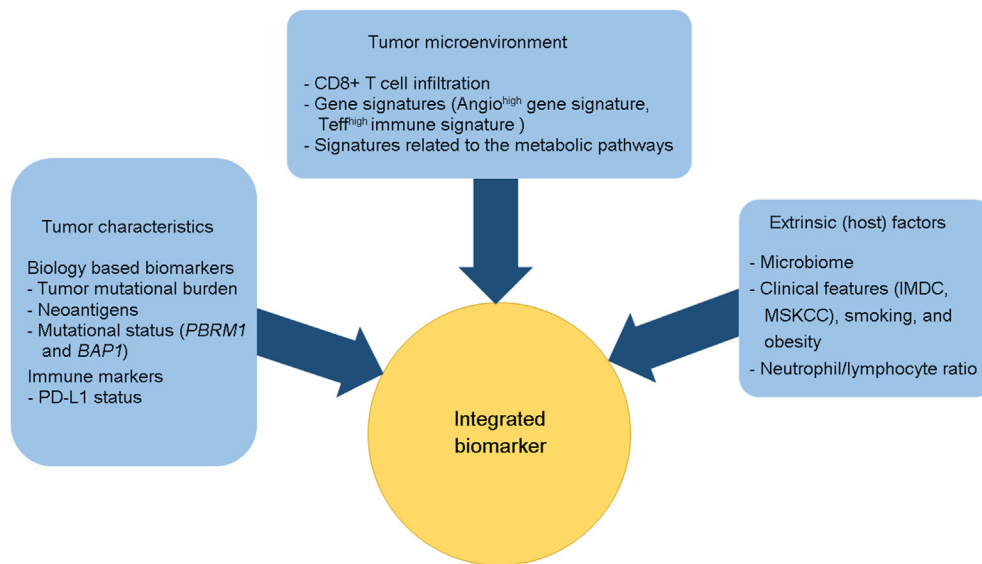 Tumor microenvironment
- CD8+ T cell infiltration
- Gene signatures (Angioʰⁱᵍʰ gene signature,
Teffʰⁱᵍʰ immune signature )
- Signatures related to the metabolic pathways
Tumor characteristics
Biology based biomarkers
- Tumor mutational burden
- Neoantigens
- Mutational status (PBRM1
and BAP1)
Immune markers
- PD-L1 status
Extrinsic (host) factors
- Microbiome
- Clinical features (IMDC,
MSKCC), smoking, and
obesity
- Neutrophil/lymphocyte ratio
Integrated
biomarker